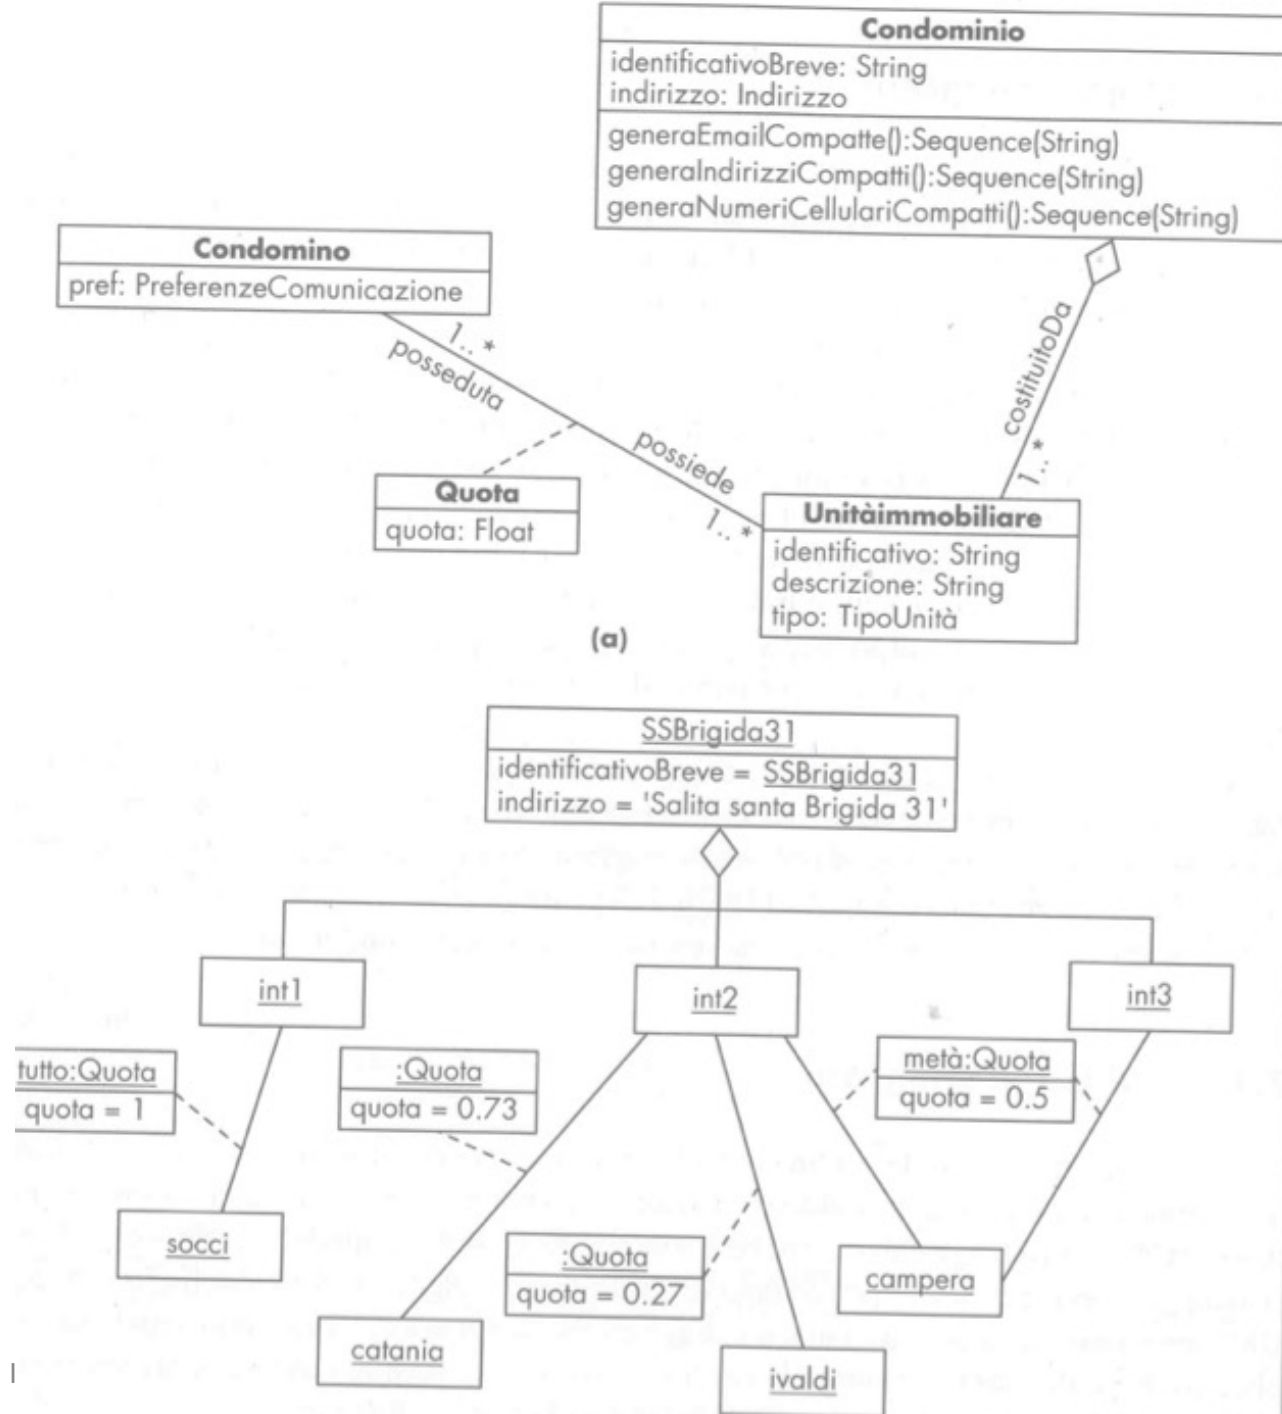 Condominio
identificativoBreve: String
indirizzo: Indirizzo
generaEmailCompatte():Sequence(String)
generaIndirizziCompatti():Sequence(String)
generaNumeriCellulariCompatti():Sequence(String)
Condomino
pref: PreferenzeComunicazione
1.. *
posseduta
possiede
1.. *
costituitoDa
1.. *
Quota
quota: Float
Unitàimmobiliare
identificativo: String
descrizione: String
tipo: TipoUnità
(a)
SSBrigida31
identificativoBreve = SSBrigida31
indirizzo = 'Salita santa Brigida 31'
int1
int2
int3
tutto:Quota
quota = 1
:Quota
quota = 0.73
metà:Quota
quota = 0.5
socci
:Quota
quota = 0.27
campera
catania
ivaldi